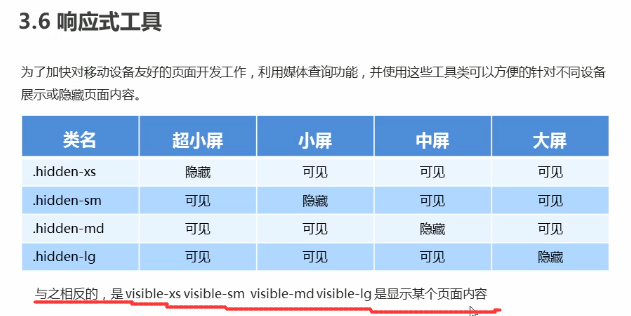 3.6 响应式工具
为了加快对移动设备友好的页面开发工作，利用媒体查询功能，并使用这些工具类可以方便的针对不同设备
展示或隐藏页面内容。
类名 超小屏 小屏 中屏 大屏
.hidden-xs 隐藏 可见 可见 可见
.hidden-sm 可见 隐藏 可见 可见
.hidden-md 可见 可见 隐藏 可见
.hidden-lg 可见 可见 可见 隐藏
与之相反的，是visible-xs visible-sm visible-md visible-lg 是显示某个页面内容